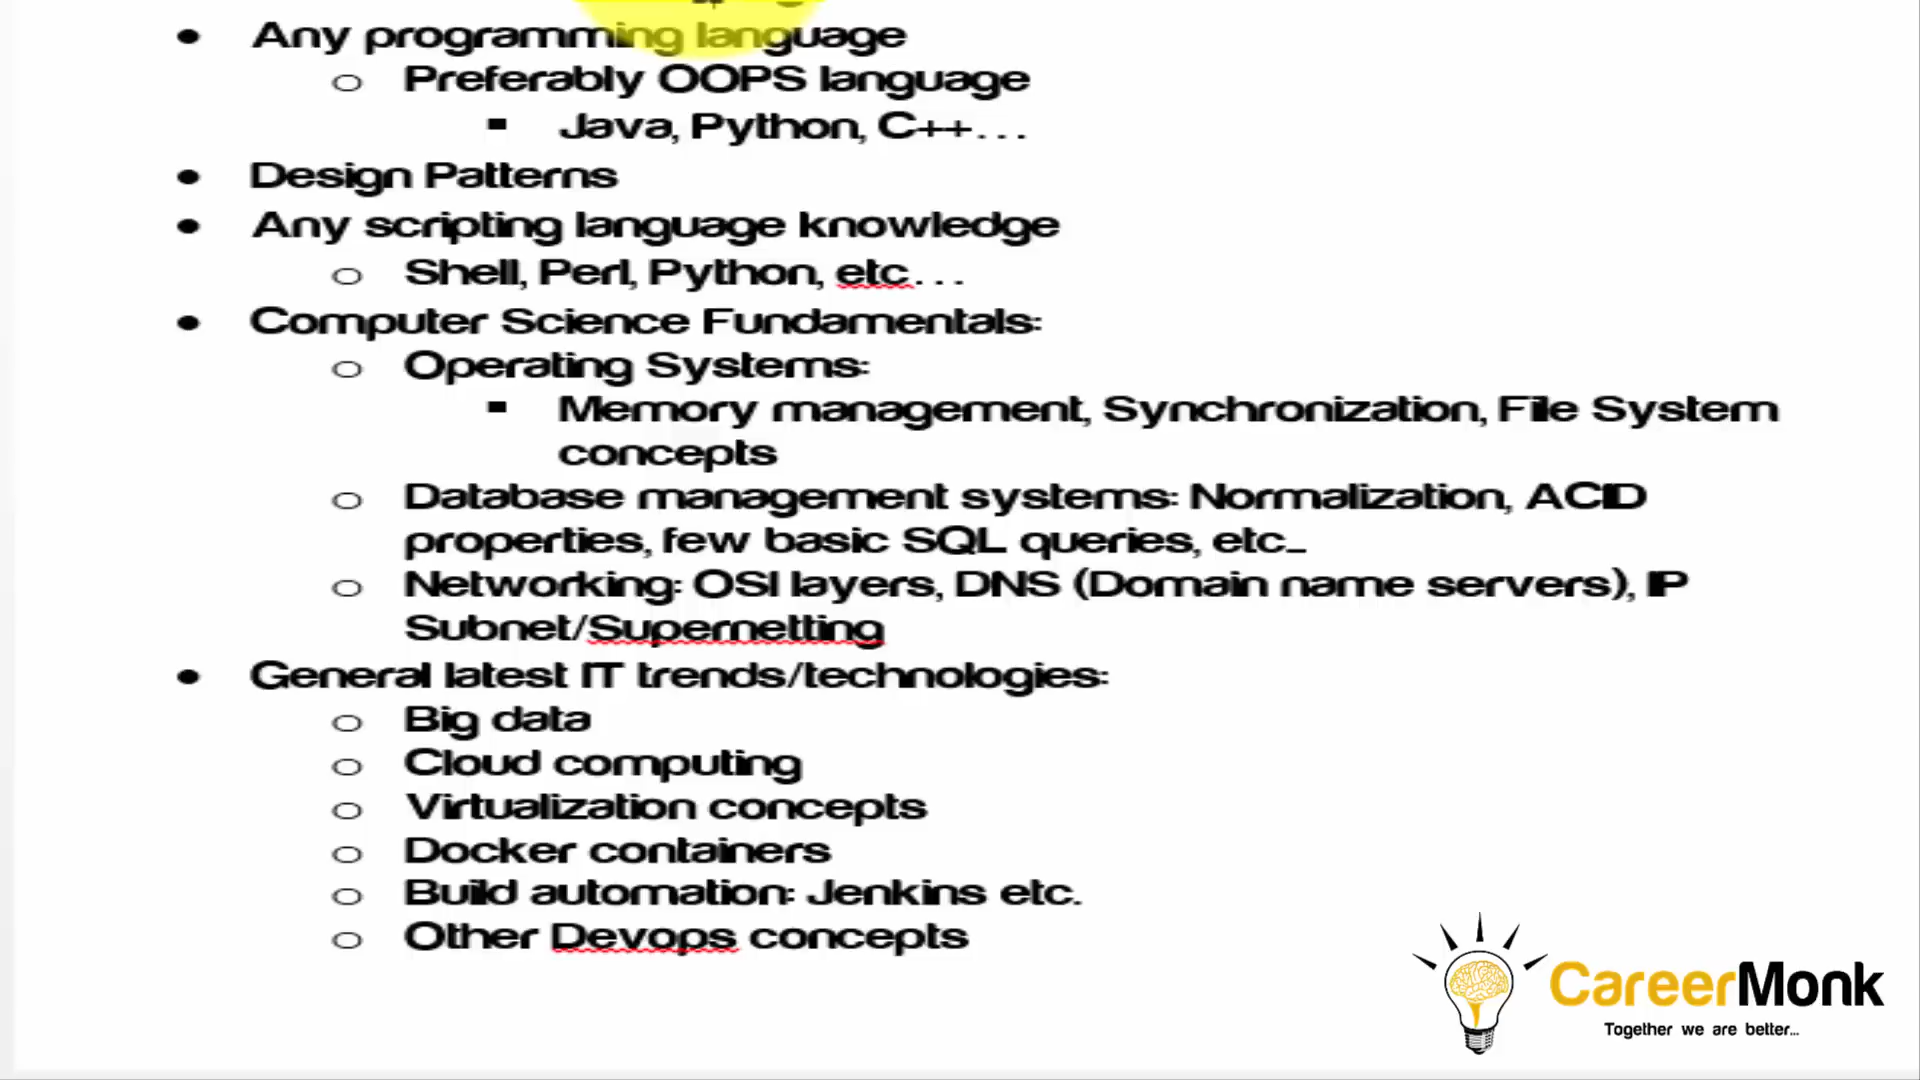 • Any programming language
○ Preferably OOPS language
▪ Java, Python, C++...
• Design Patterns
• Any scripting language knowledge
○ Shell, Perl, Python, etc...
• Computer Science Fundamentals:
○ Operating Systems:
▪ Memory management, Synchronization, File System
concepts
○ Database management systems: Normalization, ACID
properties, few basic SQL queries, etc...
○ Networking: OSI layers, DNS (Domain name servers), IP
Subnet/Supernetting
• General latest IT trends/technologies:
○ Big data
○ Cloud computing
○ Virtualization concepts
○ Docker containers
○ Build automation: Jenkins etc.
○ Other Devops concepts
CareerMonk
Together we are better...